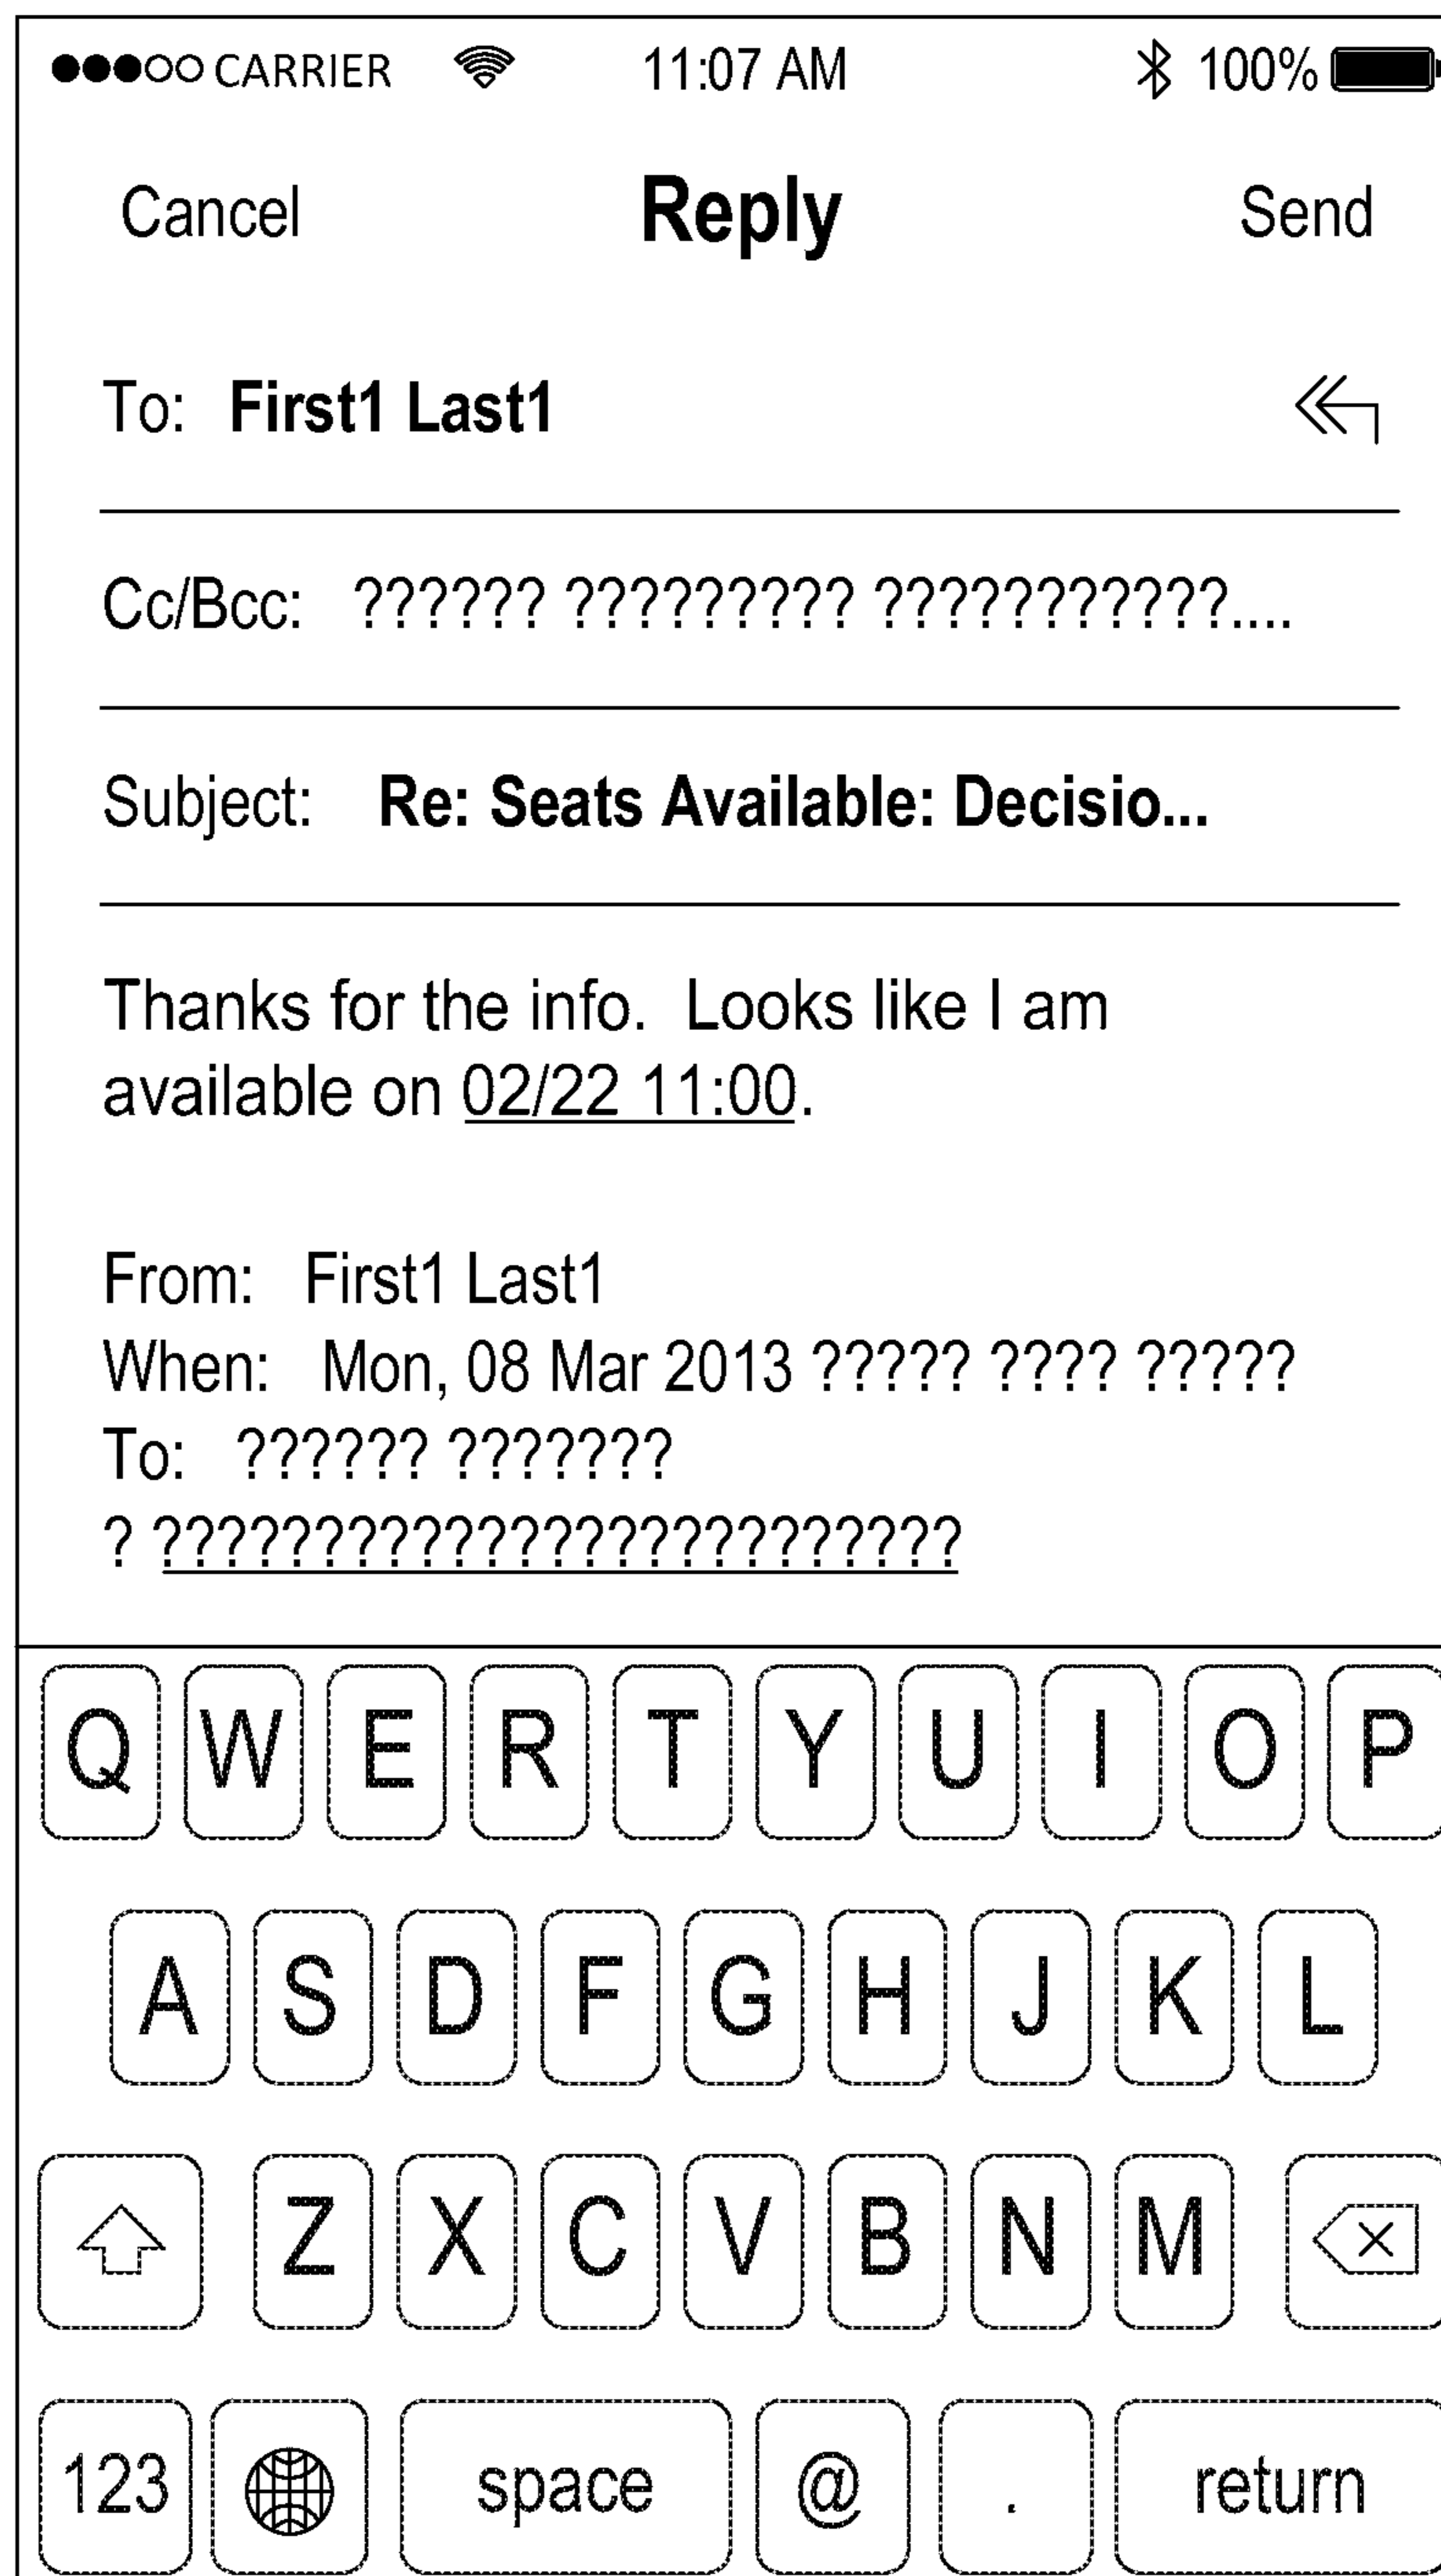 CARRIER 11:07 AM 100%
Cancel Reply Send
To: First1 Last1
Cc/Bcc: ?????? ????????? ???????????....
Subject: Re: Seats Available: Decisio...
Thanks for the info. Looks like I am
available on 02/22 11:00.
From: First1 Last1
When: Mon, 08 Mar 2013 ????? ???? ?????
To: ?????? ???????
? ?????????????????????????
Q W E R T Y U I O P
A S D F G H J K L
Z X C V B N M
123 space @ . return